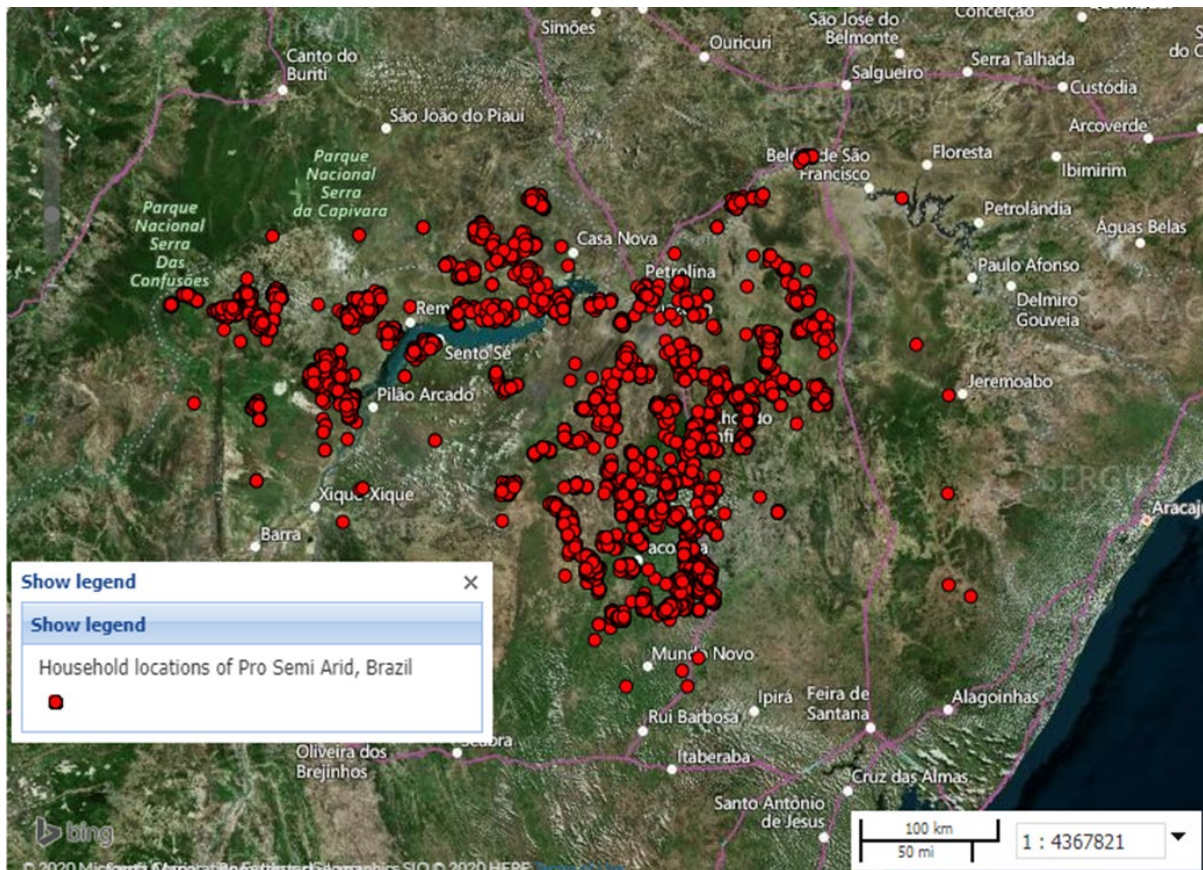 Conceição
São José do
Belmonte
Simões
Ouricuri
Canto do
Buriti
Serra Talhada
Salgueiro
Custódia
São João do Piauí
Arcoverde
Floresta
Ibimirim
Parque
Nacional
Serra
da Capivara
Francisco
Petrolândia
Parque
Nacional
Serra
Das
Confusões
Águas Belas
Casa Nova
Paulo Afonso
Petrolina
Delmiro
Gouveia
Sento Sé
Jeremoabo
Pilão Arcado
Xique-Xique
Barra
Show legend
Show legend
Household locations of Pro Semi Arid, Brazil
Mundo Novo
Ipirá
Feira de
Santana
Alagoinhas
Rui Barbosa
Oliveira dos
Brejinhos
Itaberaba
Cruz das Almas
Santo Antônio
de Jesus
bing
100 km
50 mi
1 : 4367821
© 2020 HERE